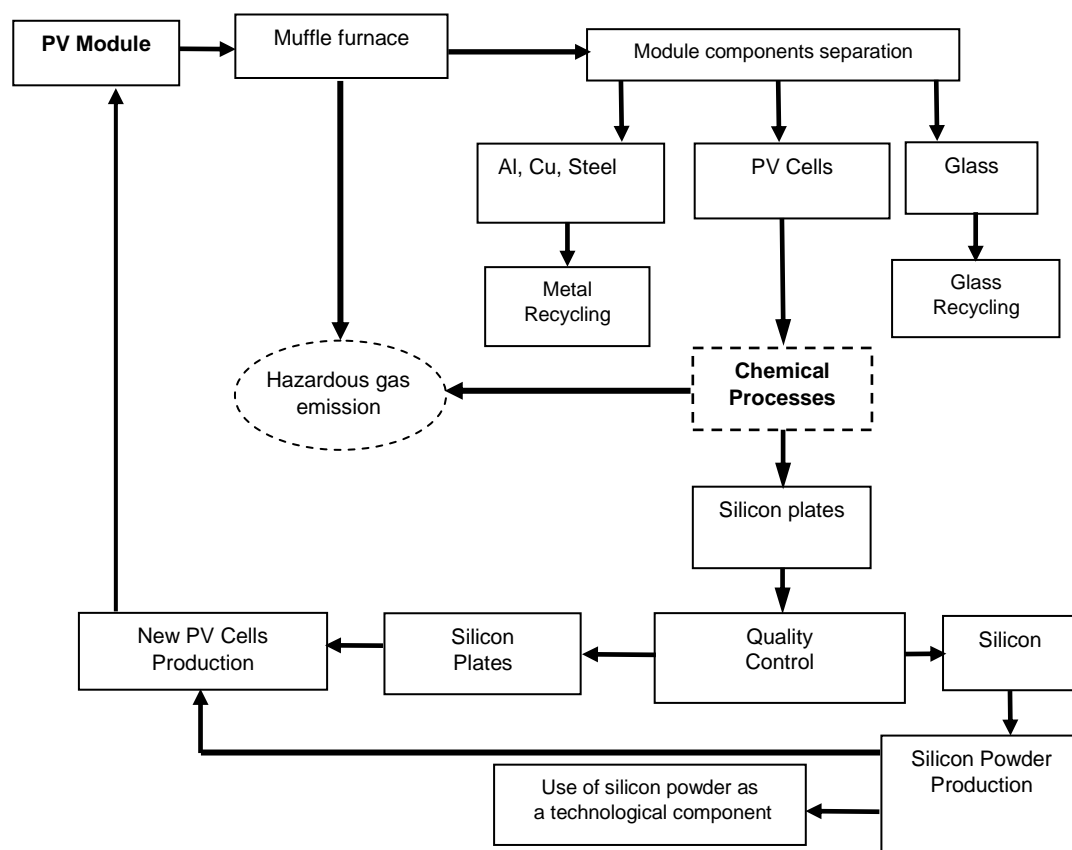 PV Module
Muffle furnace
Module components separation
Al, Cu, Steel
PV Cells
Glass
Metal
Recycling
Glass
Recycling
Hazardous gas
emission
Chemical
Processes
Silicon plates
New PV Cells
Production
Silicon
Plates
Quality
Control
Silicon
Silicon Powder
Production
Use of silicon powder as
a technological component